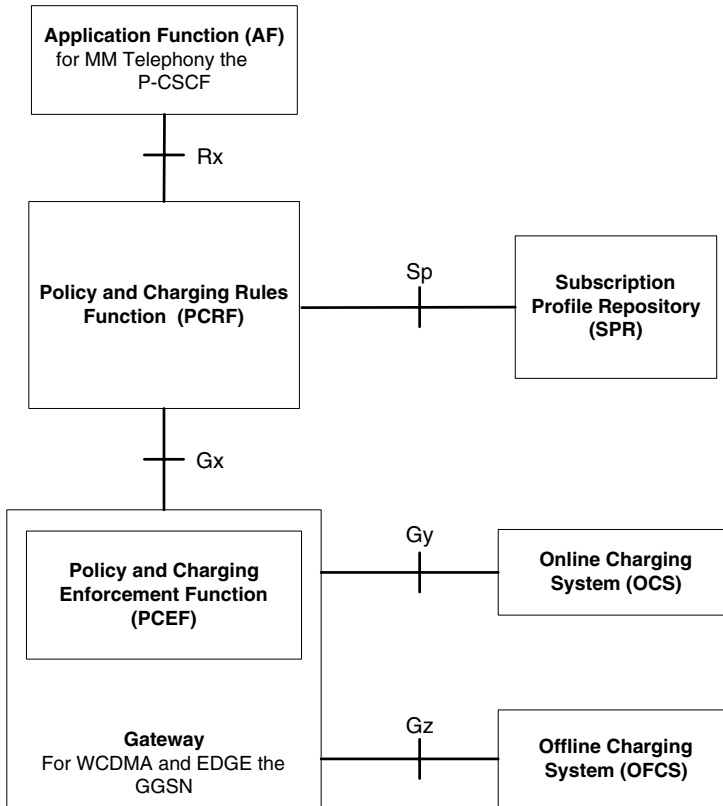 Application Function (AF)
for MM Telephony the
P-CSCF
Rx
Policy and Charging Rules
Function (PCRF)
Sp
Subscription
Profile Repository
(SPR)
Gx
Policy and Charging
Enforcement Function
(PCEF)
Gy
Online Charging
System (OCS)
Gateway
For WCDMA and EDGE the
GGSN
Gz
Offline Charging
System (OFCS)